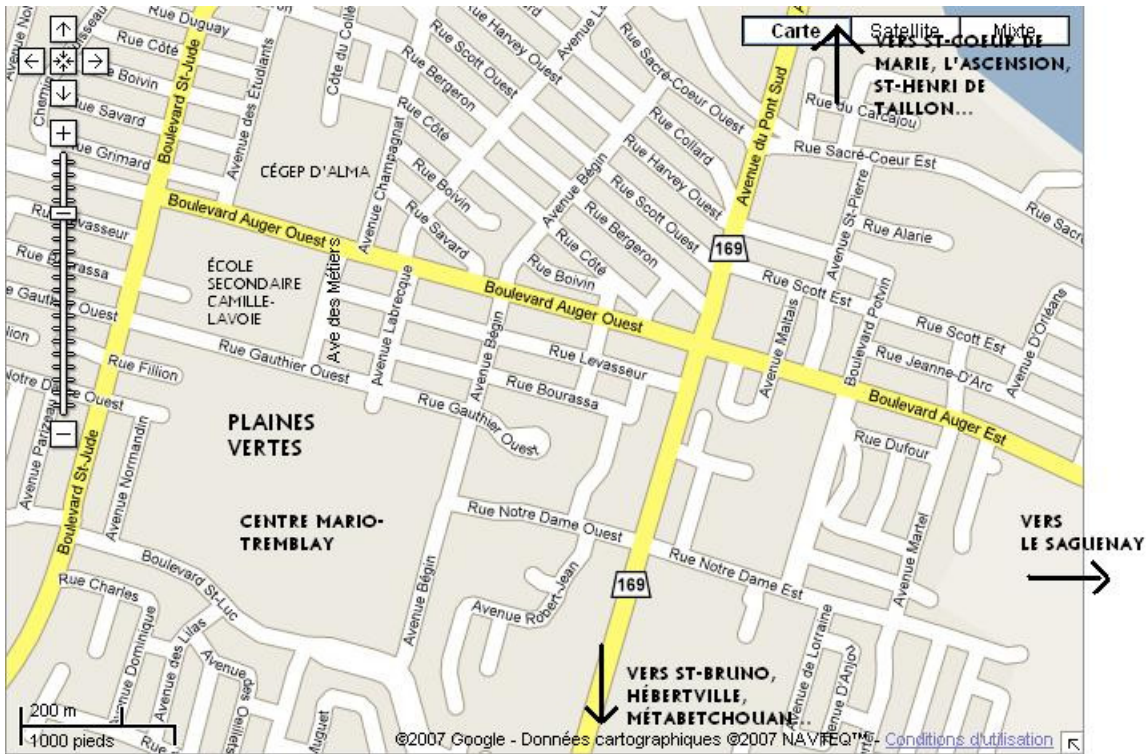 Carte
Satellite
Mixte
VERS ST-COEUR DE
MARIE, L'ASCENSION,
ST-HENRI DE
TAILLON...
Rue Duguay
Rue Côté
Rue Boivin
Rue Savard
Rue Grimard
Boulevard St-Jude
Avenue des Étudiants
Côte du Collè
Rue Bergeron
Rue Scott Ouest
Rue Harvey Ouest
Rue Sacré-Coeur Ouest
Avenue du Pont Sud
Rue du Carcajou
Rue Sacré-Coeur Est
Rue Sacré
Rue Collard
Rue Harvey Ouest
Rue Scott Ouest
Rue Bergeron
Rue Côté
Rue Boivin
Avenue Bégin
Avenue Champagnat
Rue Côté
Rue Boivin
Rue Savard
CÉGEP D'ALMA
Boulevard Auger Ouest
Boulevard Auger Ouest
Boulevard Auger Est
169
Avenue St-Pierre
Rue Alarie
Rue Scott Est
Rue Scott Est
Avenue Maltais
Boulevard Potvin
Rue Jeanne-D'Arc
Avenue D'Orléans
Rue Dufour
ÉCOLE
SECONDAIRE
CAMILLE-
LAVOIE
Ave des Métiers
Avenue Labrecque
Avenue Bégin
Rue Levasseur
Rue Bourassa
Rue Gauthier Ouest
Rue Gauthier Ouest
Rue Fillion
Avenue Parizeau
Avenue Normandin
Boulevard St-Jude
PLAINES
VERTES
CENTRE MARIO-
TREMBLAY
Rue Notre Dame Ouest
Rue Notre Dame Est
Avenue Martel
VERS
LE SAGUENAY
169
Boulevard St-Luc
Avenue Bégin
Avenue Robert-Jean
Rue Charles
Avenue Dominique
Avenue des Lilas
Avenue des Oeillets
Avenue de Lorraine
Avenue D'Anjou
VERS ST-BRUNO,
HÉBERTVILLE,
MÉTABETCHOUAN...
200 m
1000 pieds
©2007 Google - Données cartographiques ©2007 NAVTEQ™ - Conditions d'utilisation